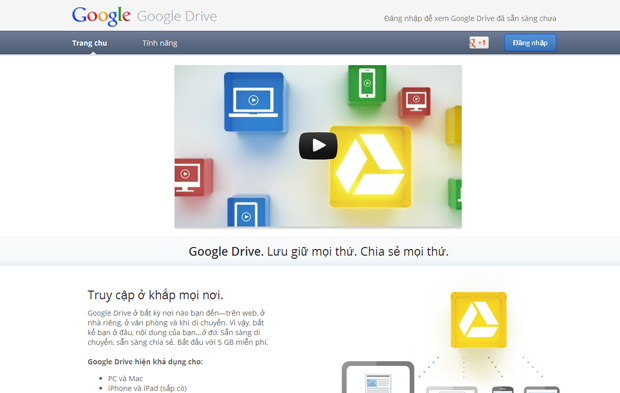 Google Google Drive
Đăng nhập để xem Google Drive đã sẵn sàng chưa
Trang chu
Tính năng
+1
Đăng nhập
Google Drive. Lưu giữ mọi thứ. Chia sẻ mọi thứ.
Truy cập ở khắp mọi nơi.
Google Drive ở bất kỳ nơi nào bạn đến—trên web, ở
nhà riêng, ở văn phòng và khi di chuyển. Vì vậy, bất
kể bạn ở đâu, nội dung của bạn...ở đó. Sẵn sàng di
chuyển, sẵn sàng chia sẻ. Bắt đầu với 5 GB miễn phí.
Google Drive hiện khả dụng cho:
• PC và Mac
• iPhone và iPad (sắp có)